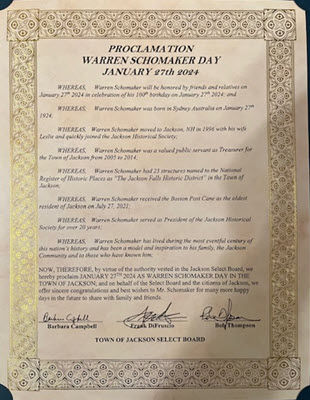 PROCLAMATION
WARREN SCHOMAKER DAY
JANUARY 27th 2024
WHEREAS, Warren Schomaker will be honored by friends and relatives on
January 27th 2024 in celebration of his 100th birthday on January 27th 2024; and
WHEREAS, Warren Schomaker was born in Sydney Australia on January 27th
1924;
WHEREAS, Warren Schomaker moved to Jackson, NH in 1996 with his wife
Leslie and quickly joined the Jackson Historical Society;
WHEREAS, Warren Schomaker was a valued public servant as Treasurer for
the Town of Jackson from 2005 to 2014;
WHEREAS, Warren Schomaker had 23 structures named to the National
Register of Historic Places as "The Jackson Falls Historic District" in the Town of
Jackson;
WHEREAS, Warren Schomaker received the Boston Post Cane as the oldest
resident of Jackson on July 27, 2021;
WHEREAS, Warren Schomaker served as President of the Jackson Historical
Society for over 20 years;
WHEREAS, Warren Schomaker has lived during the most eventful century of
this nation's history and has been a model and inspiration to his family, the Jackson
Community and to those who have known him;
NOW, THEREFORE, by virtue of the authority vested in the Jackson Select Board, we
hereby proclaim JANUARY 27TH 2024 AS WARREN SCHOMAKER DAY IN THE
TOWN OF JACKSON; and on behalf of the Select Board and the citizens of Jackson, we
offer sincere congratulations and best wishes to Mr. Schomaker for many more happy
days in the future to share with family and friends.
Barbara Campbell Frank DiFruscio Bob Thompson
TOWN OF JACKSON SELECT BOARD